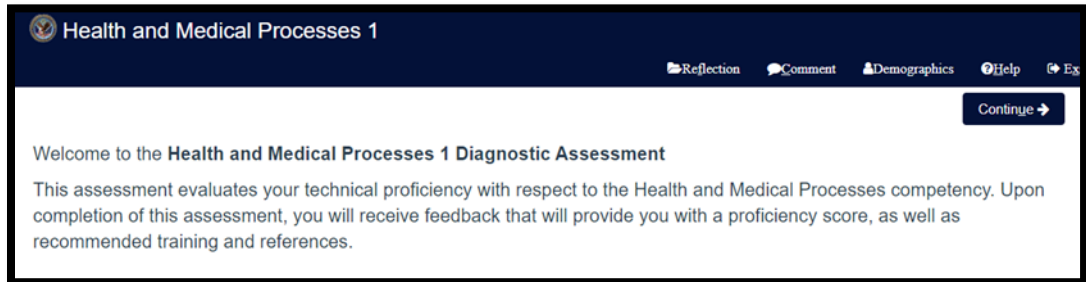 Health and Medical Processes 1
Reflection Comment Demographics Help
Continue
Welcome to the Health and Medical Processes 1 Diagnostic Assessment
This assessment evaluates your technical proficiency with respect to the Health and Medical Processes competency. Upon
completion of this assessment, you will receive feedback that will provide you with a proficiency score, as well as
recommended training and references.